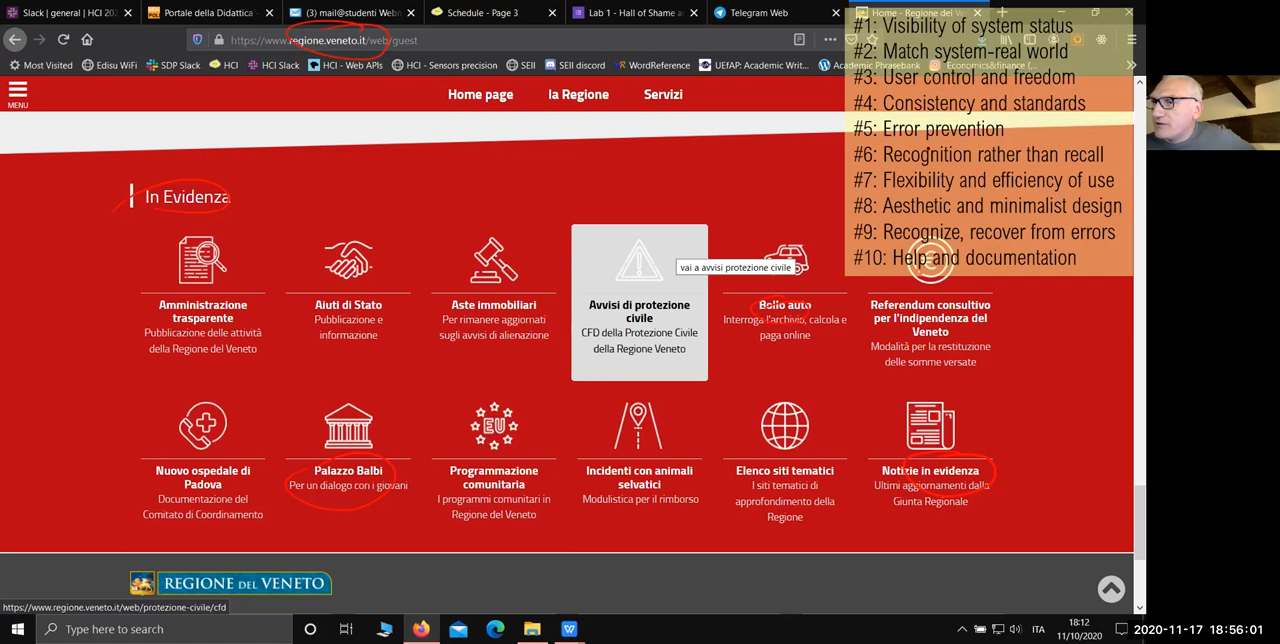 Slack | general | HCI 202
Portale della Didattica -
(3) mail@studenti Webm
Schedule - Page 3
Lab 1 - Hall of Shame an
Telegram Web
Home - Regione del Ve
https://www.regione.veneto.it/web/guest
Most Visited
Edisu WiFi
SDP Slack
HCI
HCI Slack
HCI - Web APIs
HCI - Sensors precision
SEII
SEII discord
WordReference
UEfAP: Academic Writ...
Academic Phrasebank
Economics&finance (...
#1: Visibility of system status
#2: Match system-real world
#3: User control and freedom
#4: Consistency and standards
#5: Error prevention
#6: Recognition rather than recall
#7: Flexibility and efficiency of use
#8: Aesthetic and minimalist design
#9: Recognize, recover from errors
#10: Help and documentation
MENU
Home page
la Regione
Servizi
In Evidenza
vai a avvisi protezione civile
Amministrazione
trasparente
Pubblicazione delle attività
della Regione del Veneto
Aiuti di Stato
Pubblicazione e
informazione
Aste immobiliari
Per rimanere aggiornati
sugli avvisi di alienazione
Avvisi di protezione
civile
CFD della Protezione Civile
della Regione Veneto
Bollo auto
Interroga l'archivio, calcola e
paga online
Referendum consultivo
per l'indipendenza del
Veneto
Modalità per la restituzione
delle somme versate
Nuovo ospedale di
Padova
Documentazione del
Comitato di Coordinamento
Palazzo Balbi
Per un dialogo con i giovani
EU
Programmazione
comunitaria
I programmi comunitari in
Regione del Veneto
Incidenti con animali
selvatici
Modulistica per il rimborso
Elenco siti tematici
I siti tematici di
approfondimento della
Regione
Notizie in evidenza
Ultimi aggiornamenti dalla
Giunta Regionale
REGIONE DEL VENETO
https://www.regione.veneto.it/web/protezione-civile/cfd
Type here to search
ITA
18:12
11/10/2020
2020-11-17 18:56:01